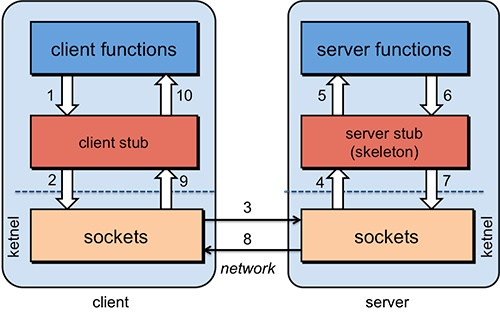 client functions
server functions
1
10
5
6
client stub
server stub
(skeleton)
2
9
4
7
3
ketnel
sockets
sockets
ketnel
8
network
client
server